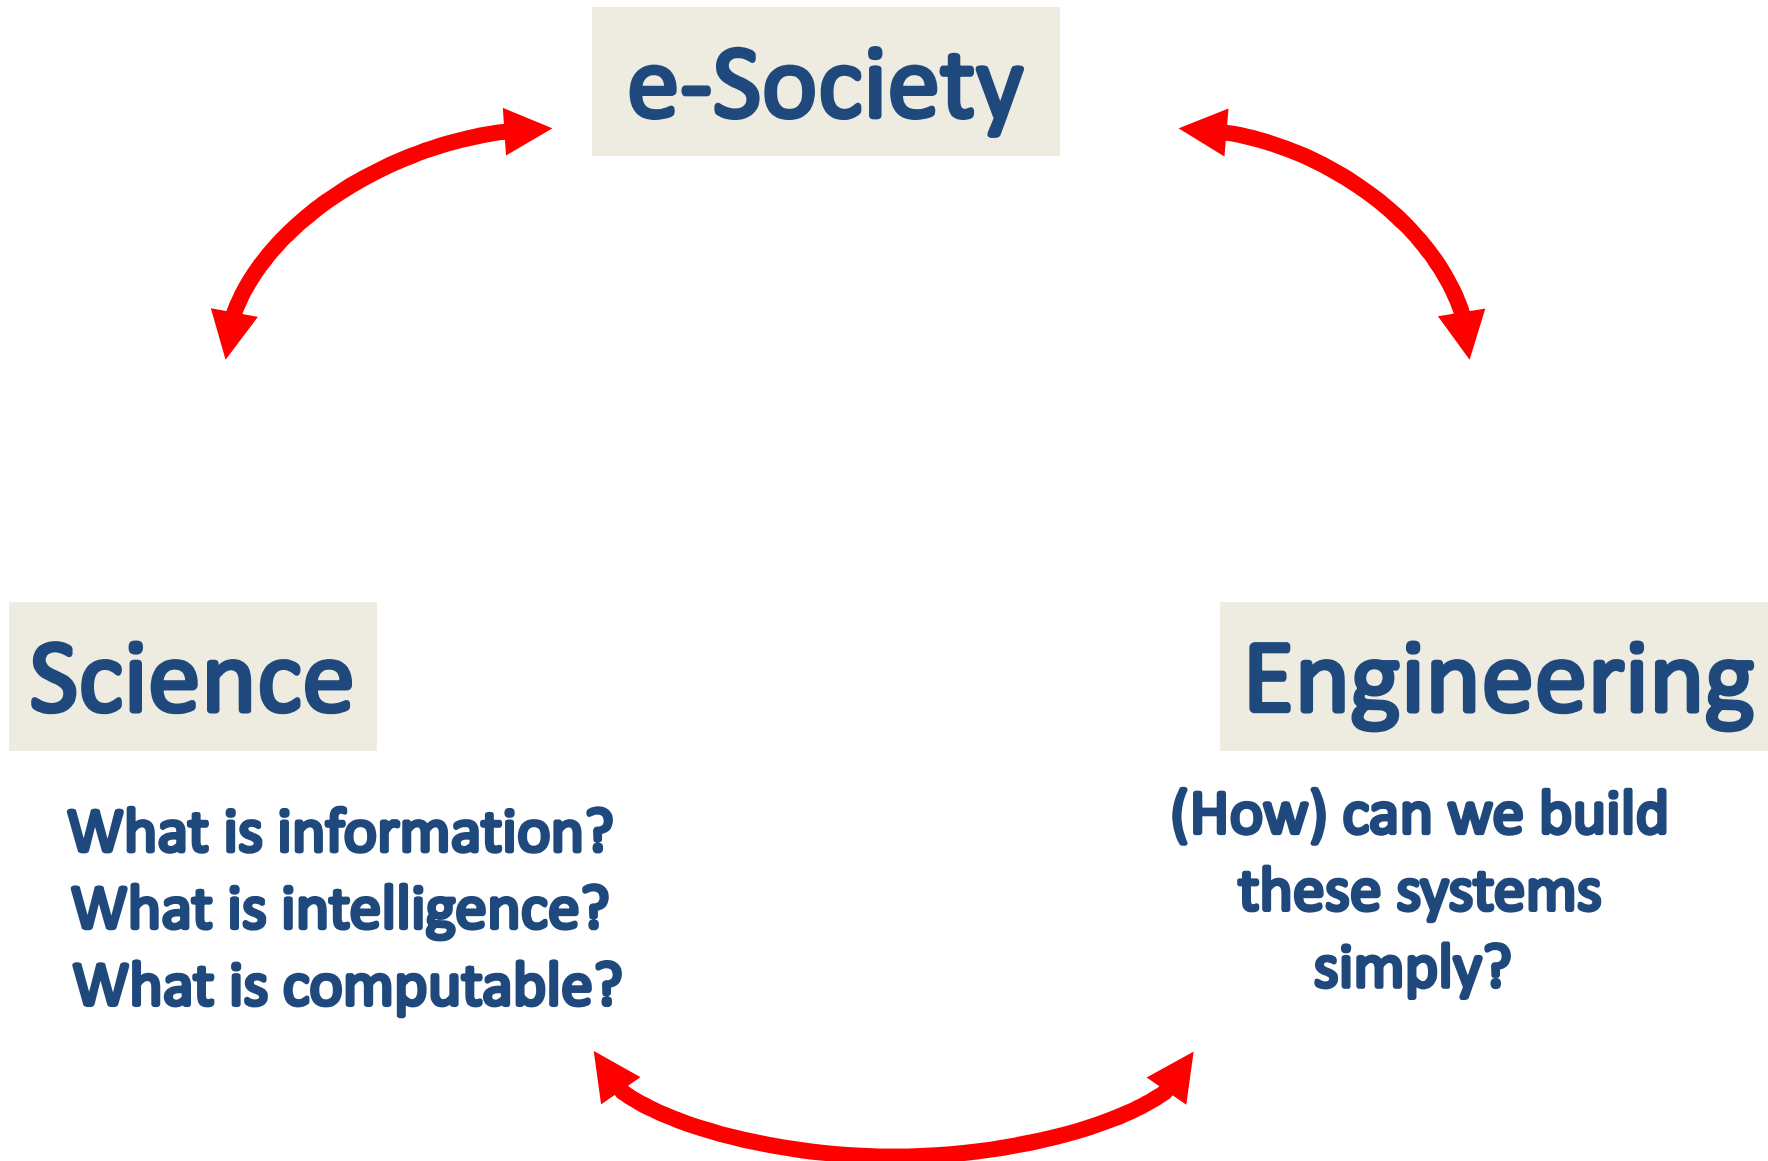 e-Society
Science
What is information?
What is intelligence?
What is computable?
Engineering
(How) can we build
these systems
simply?